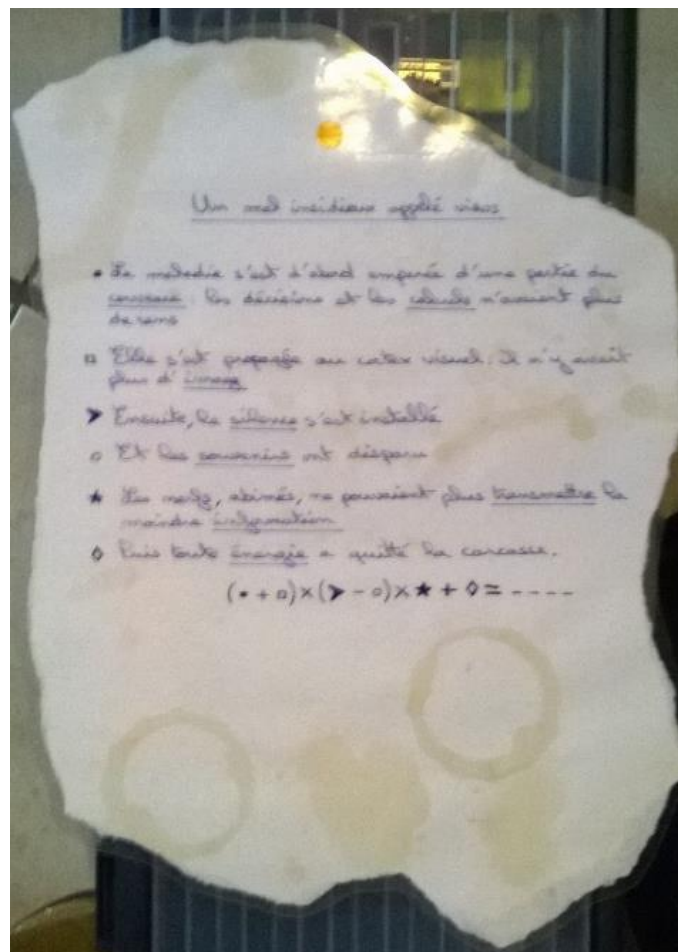 Un mal insidieux appelé virus
• La maladie s'est d'abord emparée d'une partie du
cerveau : les décisions et les calculs n'avaient plus
de sens
□ Elle s'est propagée au cortex visuel : il n'y avait
plus d'image
➤ Ensuite, le silence s'est installé
○ Et les souvenirs ont disparu
★ Les nerfs, abimés, ne pouvaient plus transmettre la
moindre information
◇ Puis toute énergie a quitté la carcasse.
(• + □) × (➤ - ○) × ★ + ◇ = - - - -